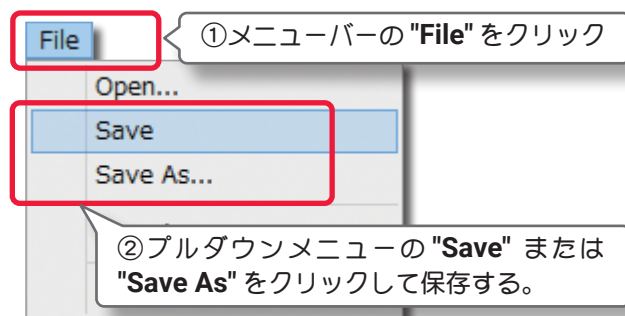 File
①メニューバーの "File" をクリック
Open...
Save
Save As...
②プルダウンメニューの "Save" または
"Save As" をクリックして保存する。